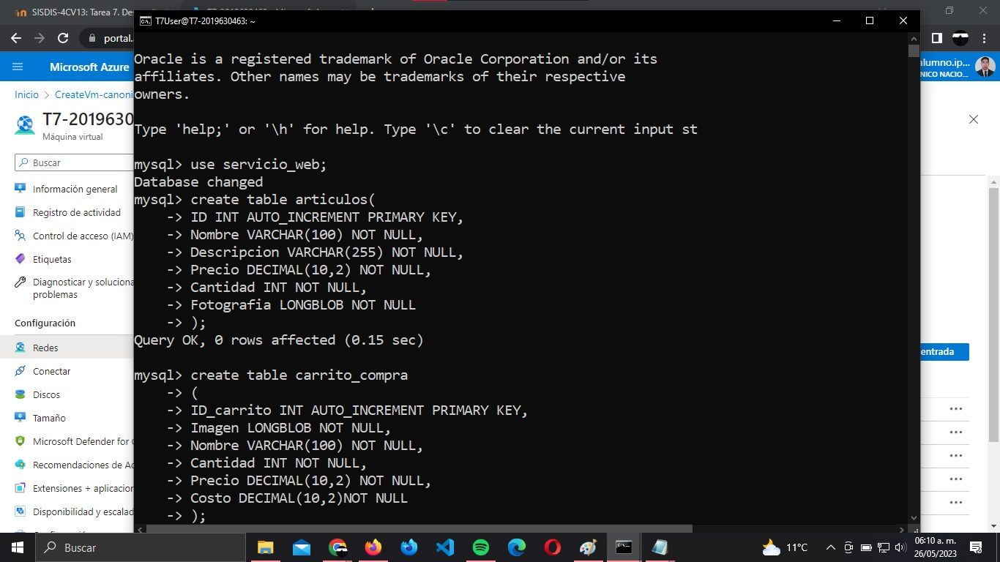 SISDIS-4CV13: Tarea 7. De
T7User@T7-2019630463: ~
portal.
Microsoft Azure
alumno.ip...
NICO NACIO...
Inicio > CreateVm-canoni
T7-2019630
Máquina virtual
Buscar
Información general
Registro de actividad
Control de acceso (IAM)
Etiquetas
Diagnosticar y soluciona
problemas
Configuración
Redes
Conectar
Discos
Tamaño
Microsoft Defender for
Recomendaciones de A
Extensiones + aplicacion
Disponibilidad y escalad
Oracle is a registered trademark of Oracle Corporation and/or its
affiliates. Other names may be trademarks of their respective
owners.
Type 'help;' or '\h' for help. Type '\c' to clear the current input st
mysql> use servicio_web;
Database changed
mysql> create table articulos(
-> ID INT AUTO_INCREMENT PRIMARY KEY,
-> Nombre VARCHAR(100) NOT NULL,
-> Descripcion VARCHAR(255) NOT NULL,
-> Precio DECIMAL(10,2) NOT NULL,
-> Cantidad INT NOT NULL,
-> Fotografia LONGBLOB NOT NULL
-> );
Query OK, 0 rows affected (0.15 sec)
mysql> create table carrito_compra
-> (
-> ID_carrito INT AUTO_INCREMENT PRIMARY KEY,
-> Imagen LONGBLOB NOT NULL,
-> Nombre VARCHAR(100) NOT NULL,
-> Cantidad INT NOT NULL,
-> Precio DECIMAL(10,2) NOT NULL,
-> Costo DECIMAL(10,2)NOT NULL
-> );
entrada
Buscar
11°C
06:10 a. m.
26/05/2023